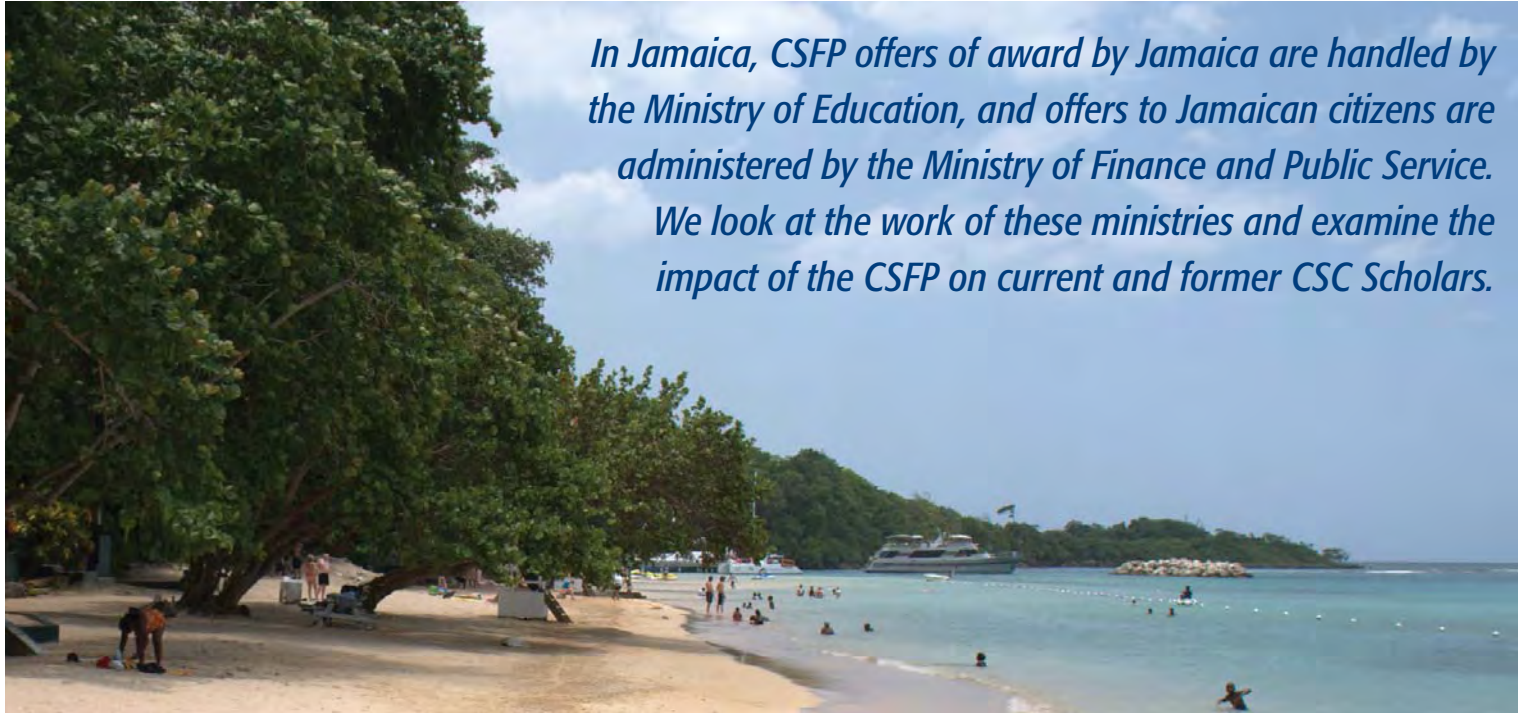 In Jamaica, CSFP offers of award by Jamaica are handled by
the Ministry of Education, and offers to Jamaican citizens are
administered by the Ministry of Finance and Public Service.
We look at the work of these ministries and examine the
impact of the CSFP on current and former CSC Scholars.